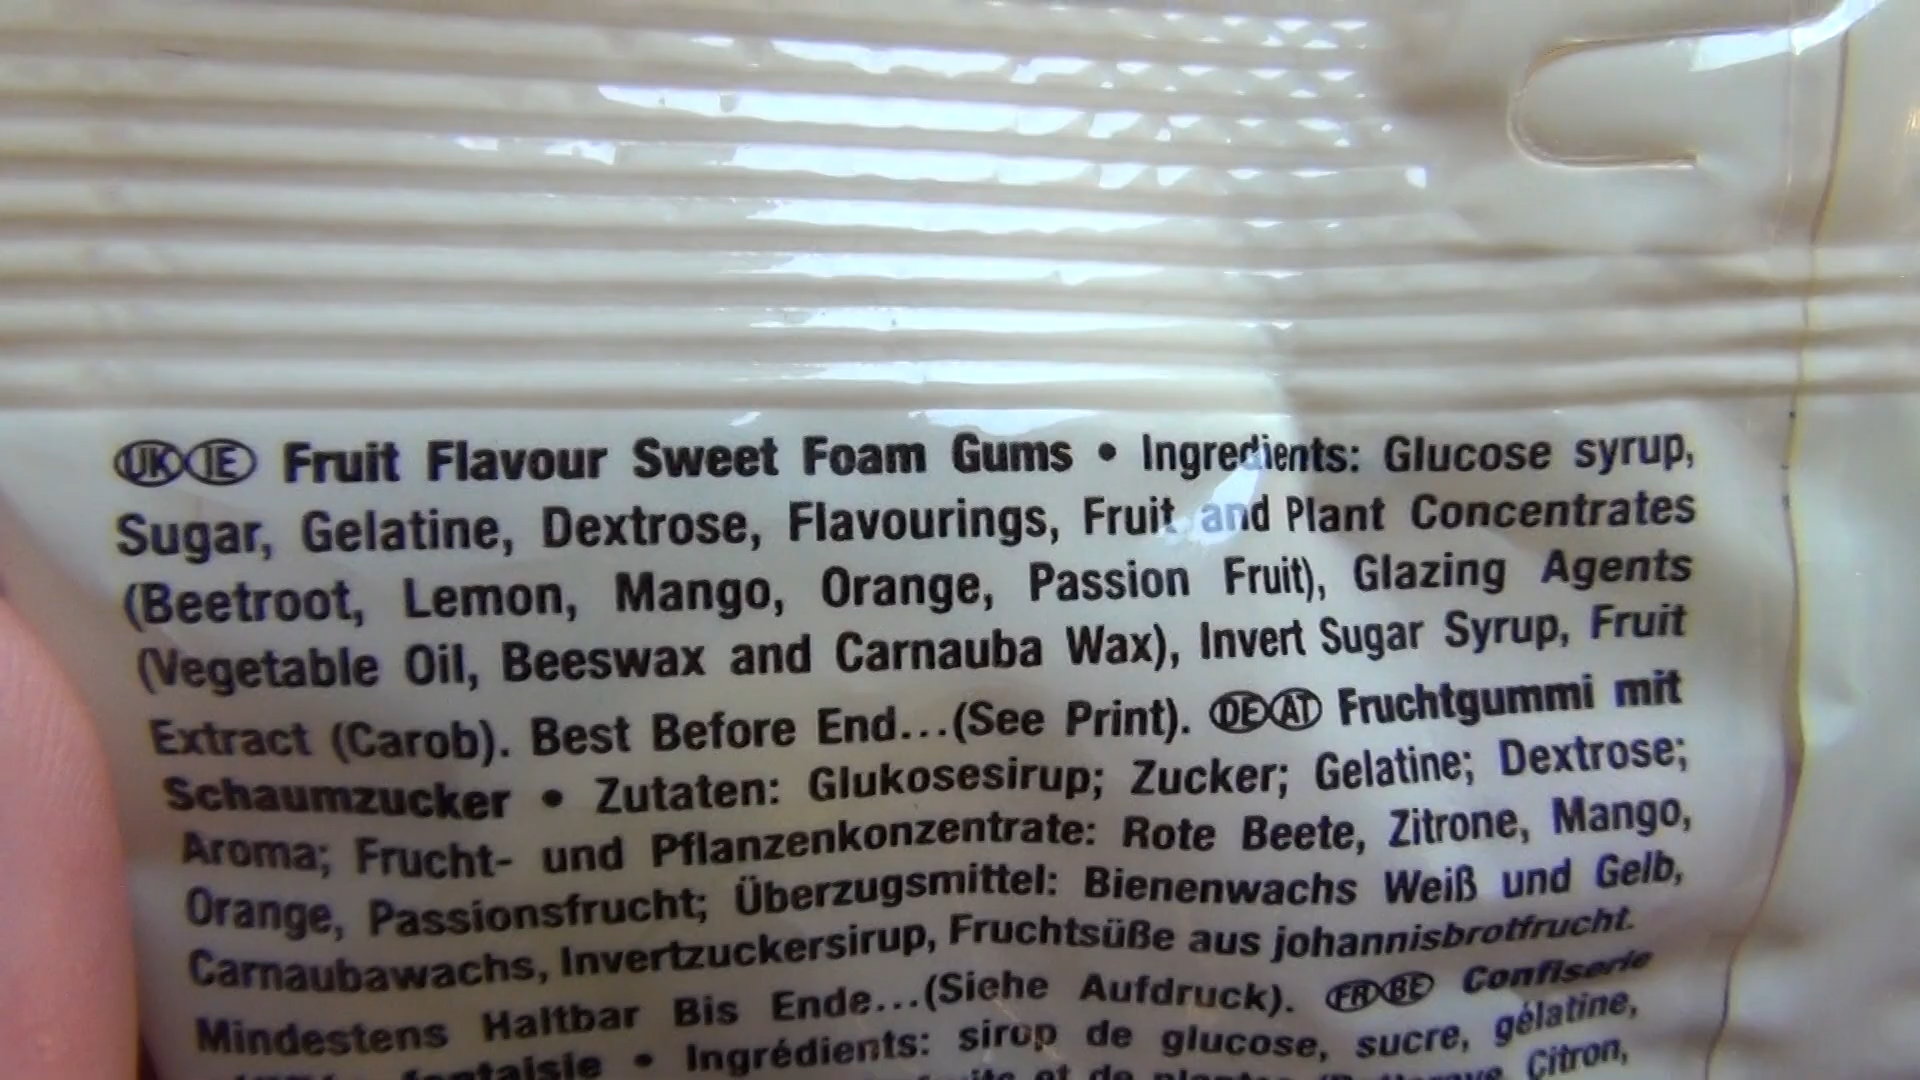 UK IE Fruit Flavour Sweet Foam Gums • Ingredients: Glucose syrup,
Sugar, Gelatine, Dextrose, Flavourings, Fruit and Plant Concentrates
(Beetroot, Lemon, Mango, Orange, Passion Fruit), Glazing Agents
(Vegetable Oil, Beeswax and Carnauba Wax), Invert Sugar Syrup, Fruit
Extract (Carob). Best Before End...(See Print). DE AT Fruchtgummi mit
Schaumzucker • Zutaten: Glukosesirup; Zucker; Gelatine; Dextrose;
Aroma; Frucht- und Pflanzenkonzentrate: Rote Beete, Zitrone, Mango,
Orange, Passionsfrucht; Überzugsmittel: Bienenwachs Weiß und Gelb,
Carnaubawachs, Invertzuckersirup, Fruchtsüße aus johannisbrotfrucht.
Mindestens Haltbar Bis Ende...(Siehe Aufdruck). FR BE Confiserie
fantaisie • Ingrédients: sirop de glucose, sucre, gélatine,
et de Citron,